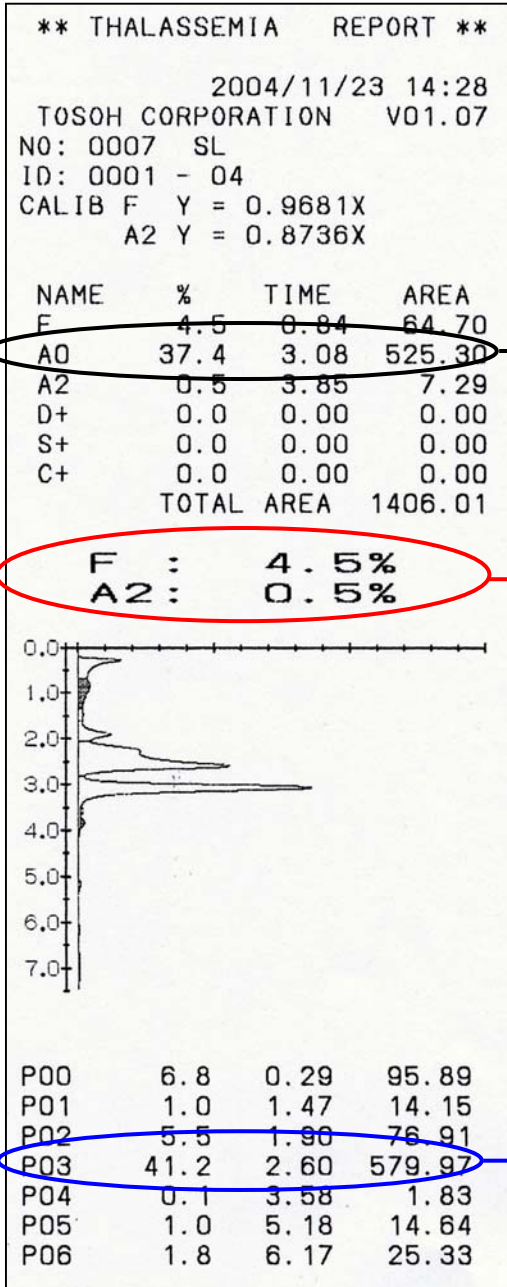 ** THALASSEMIA REPORT **
2004/11/23 14:28
TOSOH CORPORATION V01.07
NO: 0007 SL
ID: 0001 - 04
CALIB F Y = 0.9681X
A2 Y = 0.8736X
NAME % TIME AREA
F 4.5 0.84 64.70
A0 37.4 3.08 525.30
A2 0.5 3.85 7.29
D+ 0.0 0.00 0.00
S+ 0.0 0.00 0.00
C+ 0.0 0.00 0.00
TOTAL AREA 1406.01
F : 4.5%
A2 : 0.5%
0.0
1.0
2.0
3.0
4.0
5.0
6.0
7.0
P00 6.8 0.29 95.89
P01 1.0 1.47 14.15
P02 5.5 1.90 76.91
P03 41.2 2.60 579.97
P04 0.1 3.58 1.83
P05 1.0 5.18 14.64
P06 1.8 6.17 25.33